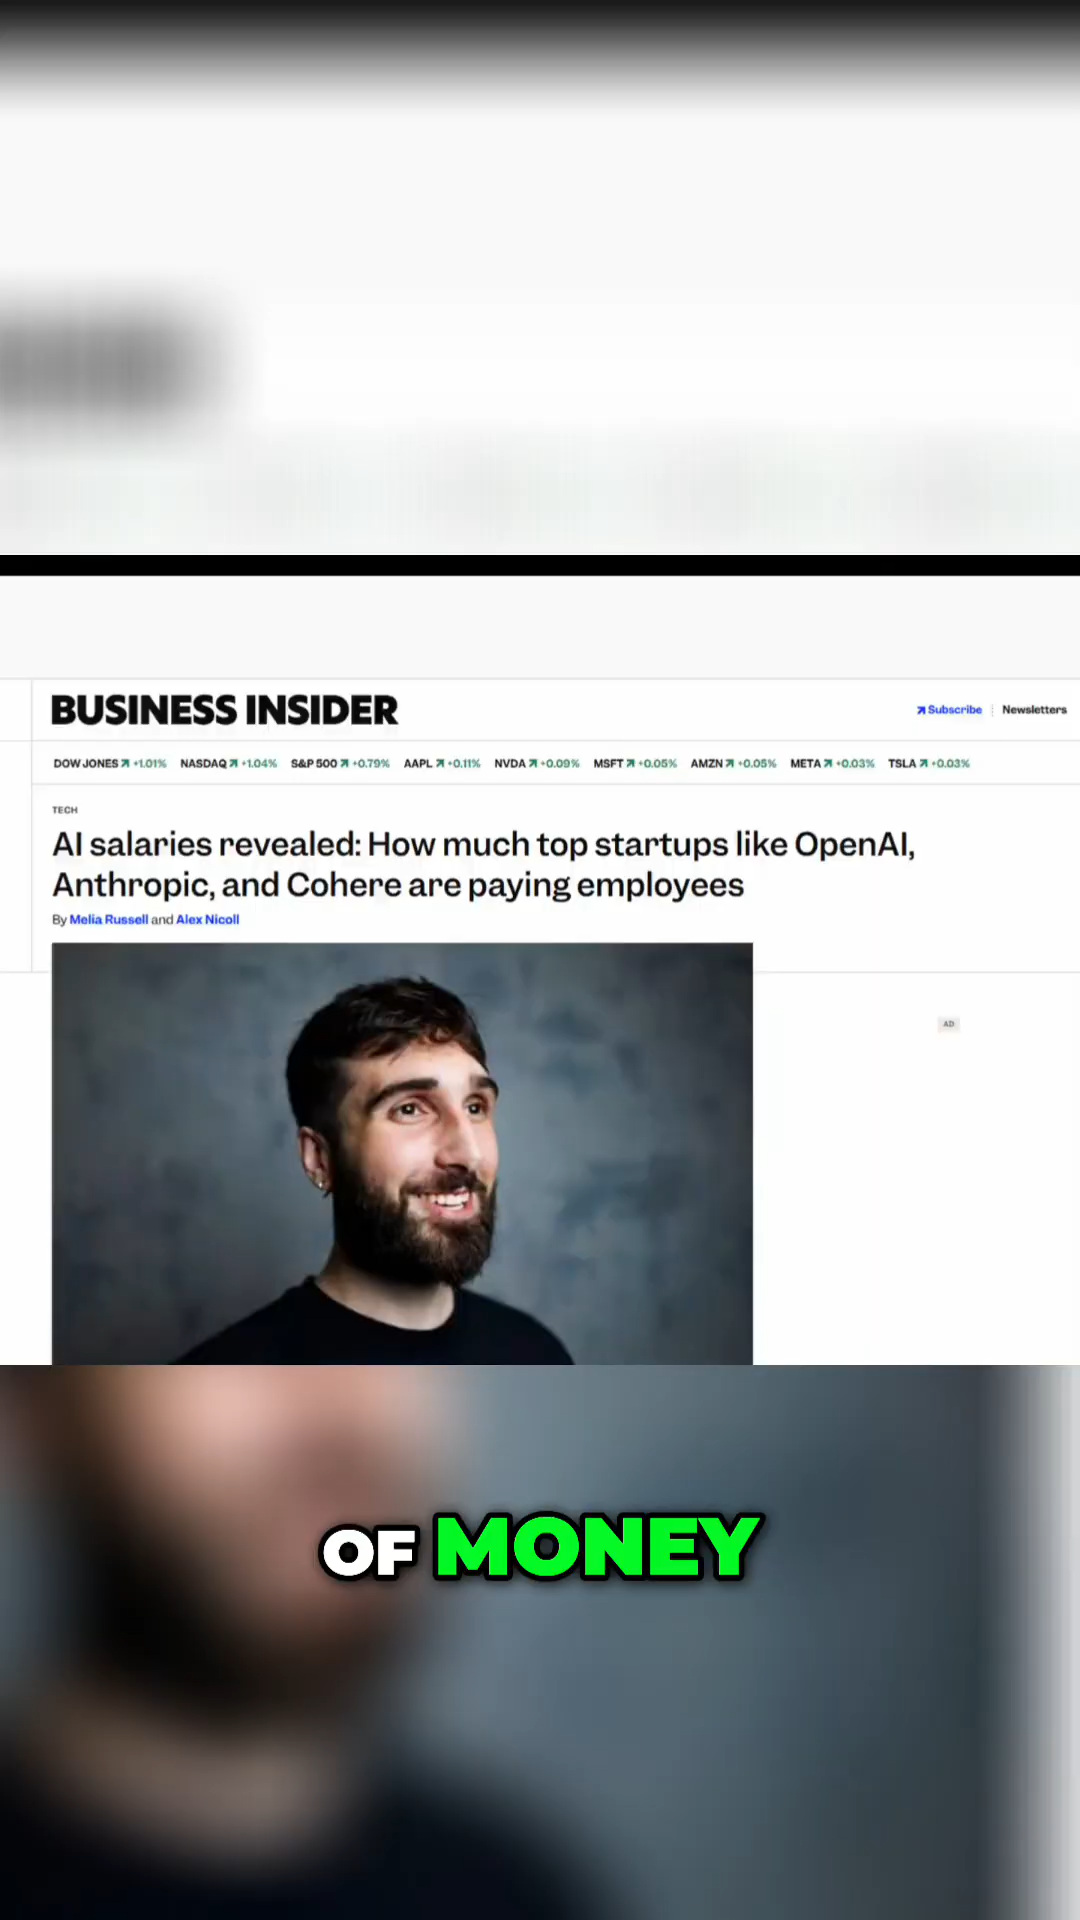 BUSINESS INSIDER
Subscribe
Newsletters
DOW JONES +1.01% NASDAQ +1.04% S&P 500 +0.79% AAPL +0.11% NVDA +0.09% MSFT +0.05% AMZN +0.05% META +0.03% TSLA +0.03%
TECH
AI salaries revealed: How much top startups like OpenAI,
Anthropic, and Cohere are paying employees
By Melia Russell and Alex Nicoll
AD
OF MONEY